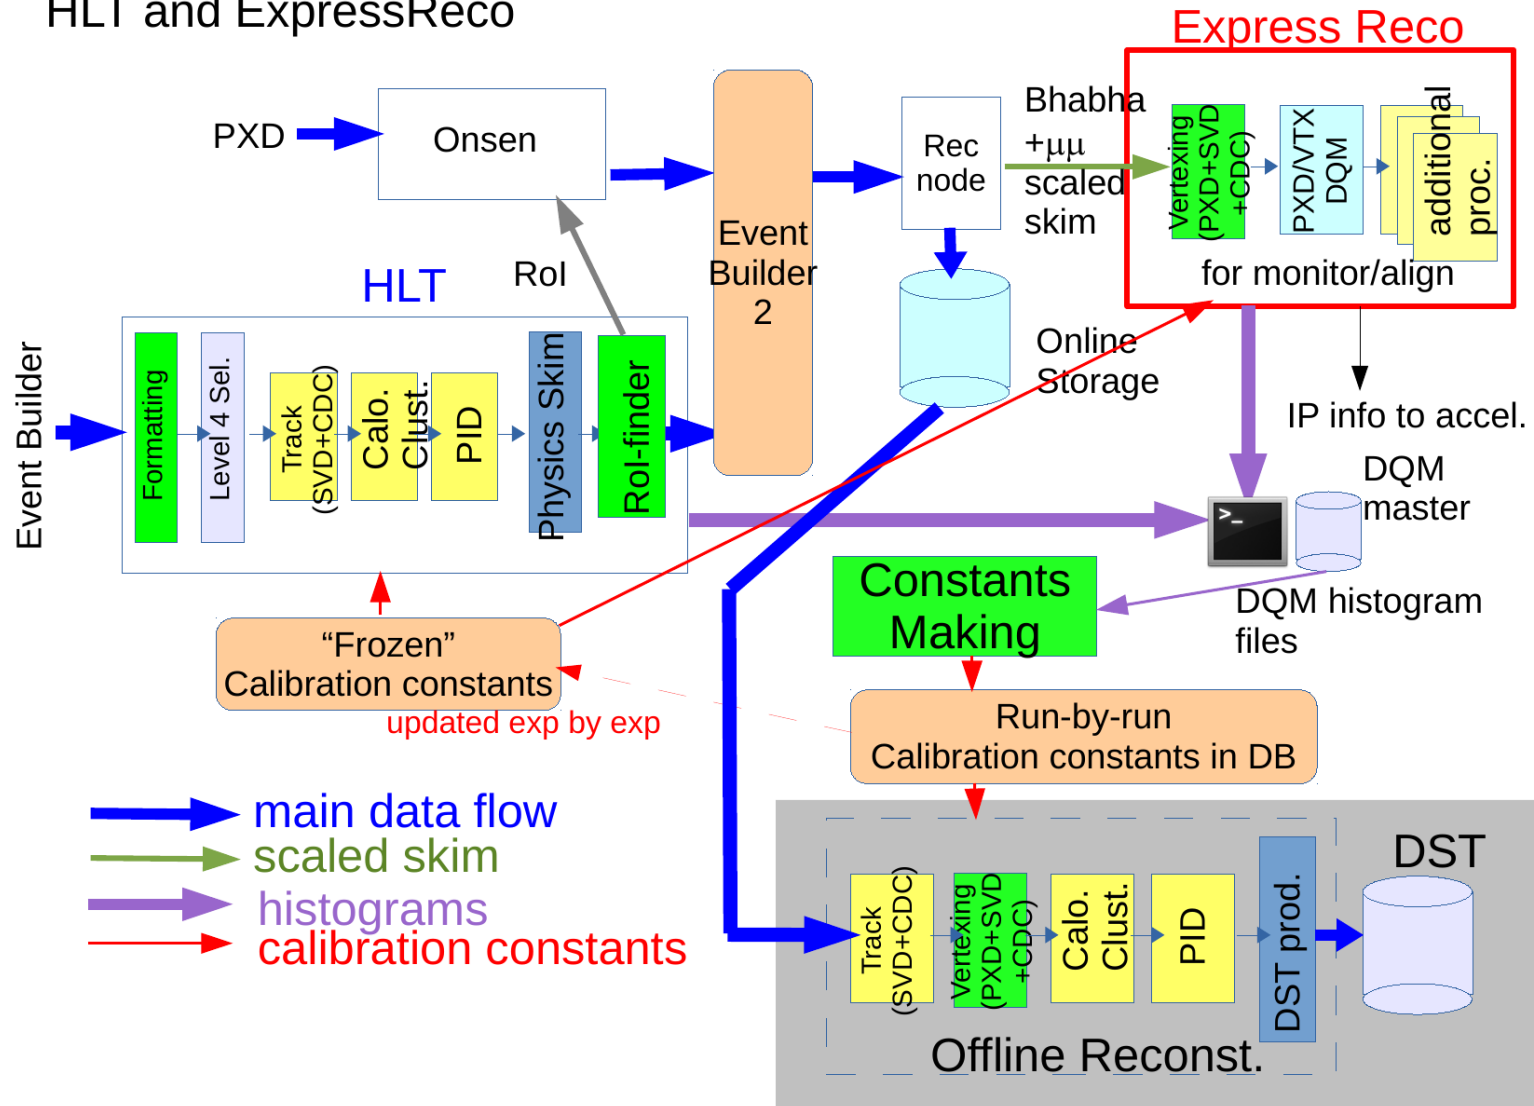 HLT and ExpressReco
Express Reco
PXD
Onsen
Event
Builder
2
Rec
node
Bhabha
+μμ
scaled
skim
Vertexing
(PXD+SVD
+CDC)
PXD/VTX
DQM
additional
proc.
for monitor/align
HLT
RoI
Event Builder
Formatting
Level 4 Sel.
Track
(SVD+CDC)
Calo.
Clust.
PID
Physics Skim
RoI-finder
Online
Storage
IP info to accel.
DQM
master
>_
DQM histogram
files
Constants
Making
“Frozen”
Calibration constants
updated exp by exp
Run-by-run
Calibration constants in DB
main data flow
scaled skim
histograms
calibration constants
Track
(SVD+CDC)
Vertexing
(PXD+SVD
+CDC)
Calo.
Clust.
PID
DST prod.
DST
Offline Reconst.